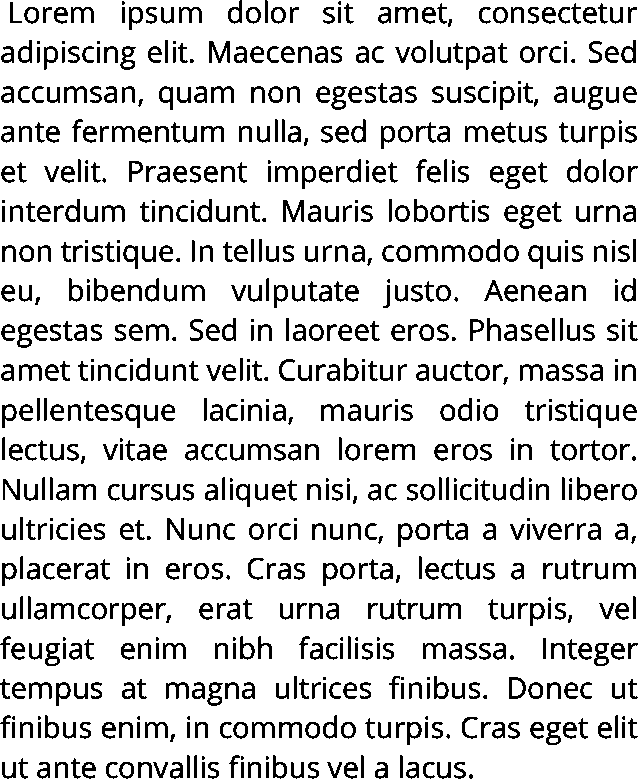 Lorem ipsum dolor sit amet, consectetur
adipiscing elit. Maecenas ac volutpat orci. Sed
accumsan, quam non egestas suscipit, augue
ante fermentum nulla, sed porta metus turpis
et velit. Praesent imperdiet felis eget dolor
interdum tincidunt. Mauris lobortis eget urna
non tristique. In tellus urna, commodo quis nisl
eu, bibendum vulputate justo. Aenean id
egestas sem. Sed in laoreet eros. Phasellus sit
amet tincidunt velit. Curabitur auctor, massa in
pellentesque lacinia, mauris odio tristique
lectus, vitae accumsan lorem eros in tortor.
Nullam cursus aliquet nisi, ac sollicitudin libero
ultricies et. Nunc orci nunc, porta a viverra a,
placerat in eros. Cras porta, lectus a rutrum
ullamcorper, erat urna rutrum turpis, vel
feugiat enim nibh facilisis massa. Integer
tempus at magna ultrices finibus. Donec ut
finibus enim, in commodo turpis. Cras eget elit
ut ante convallis finibus vel a lacus.